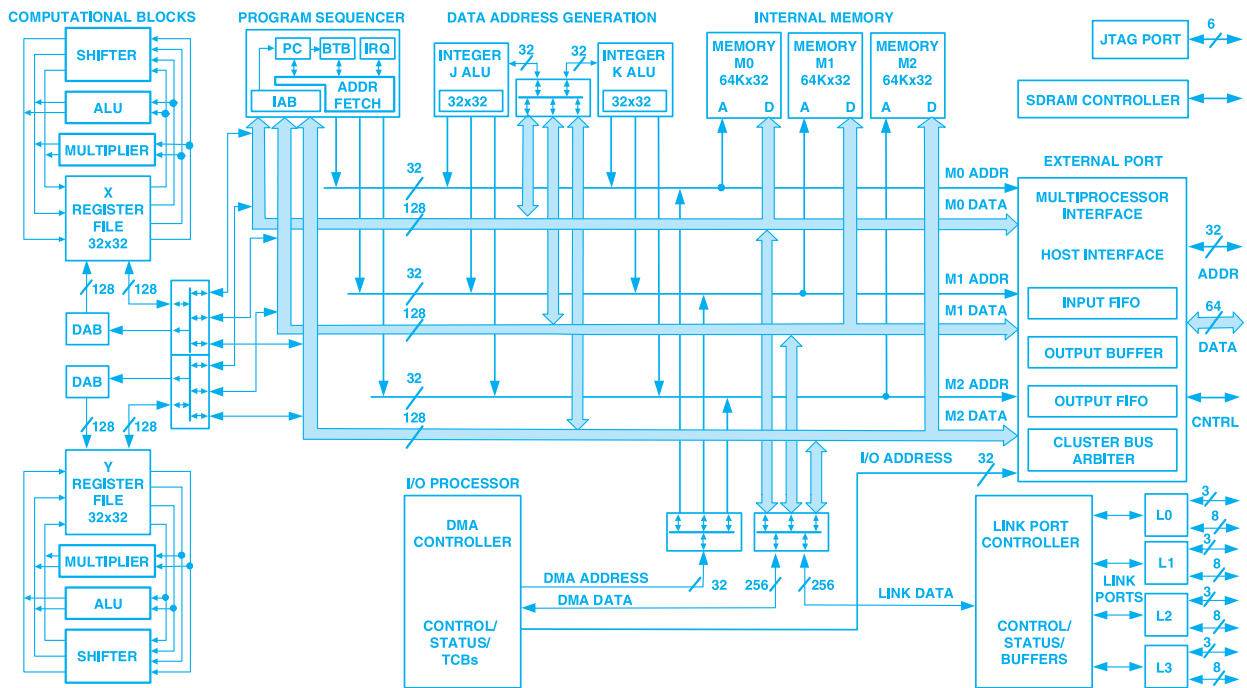 COMPUTATIONAL BLOCKS
SHIFTER
ALU
MULTIPLIER
X
REGISTER
FILE
32x32
128
128
DAB
DAB
128
128
Y
REGISTER
FILE
32x32
MULTIPLIER
ALU
SHIFTER
PROGRAM SEQUENCER
PC
BTB
IRQ
ADDR
FETCH
IAB
DATA ADDRESS GENERATION
INTEGER
J ALU
32x32
32
32
INTEGER
K ALU
32x32
INTERNAL MEMORY
MEMORY
M0
64Kx32
A
D
MEMORY
M1
64Kx32
A
D
MEMORY
M2
64Kx32
A
D
32
128
32
128
32
128
M0 ADDR
M0 DATA
M1 ADDR
M1 DATA
M2 ADDR
M2 DATA
I/O ADDRESS
32
JTAG PORT
6
SDRAM CONTROLLER
EXTERNAL PORT
MULTIPROCESSOR
INTERFACE
HOST INTERFACE
INPUT FIFO
OUTPUT BUFFER
OUTPUT FIFO
CLUSTER BUS
ARBITER
32
ADDR
64
DATA
CNTRL
I/O PROCESSOR
DMA
CONTROLLER
CONTROL/
STATUS/
TCBs
DMA ADDRESS
32
DMA DATA
256
256
LINK DATA
LINK PORT
CONTROLLER
CONTROL/
STATUS/
BUFFERS
LINK
PORTS
L0
3
8
L1
3
8
L2
3
8
L3
3
8